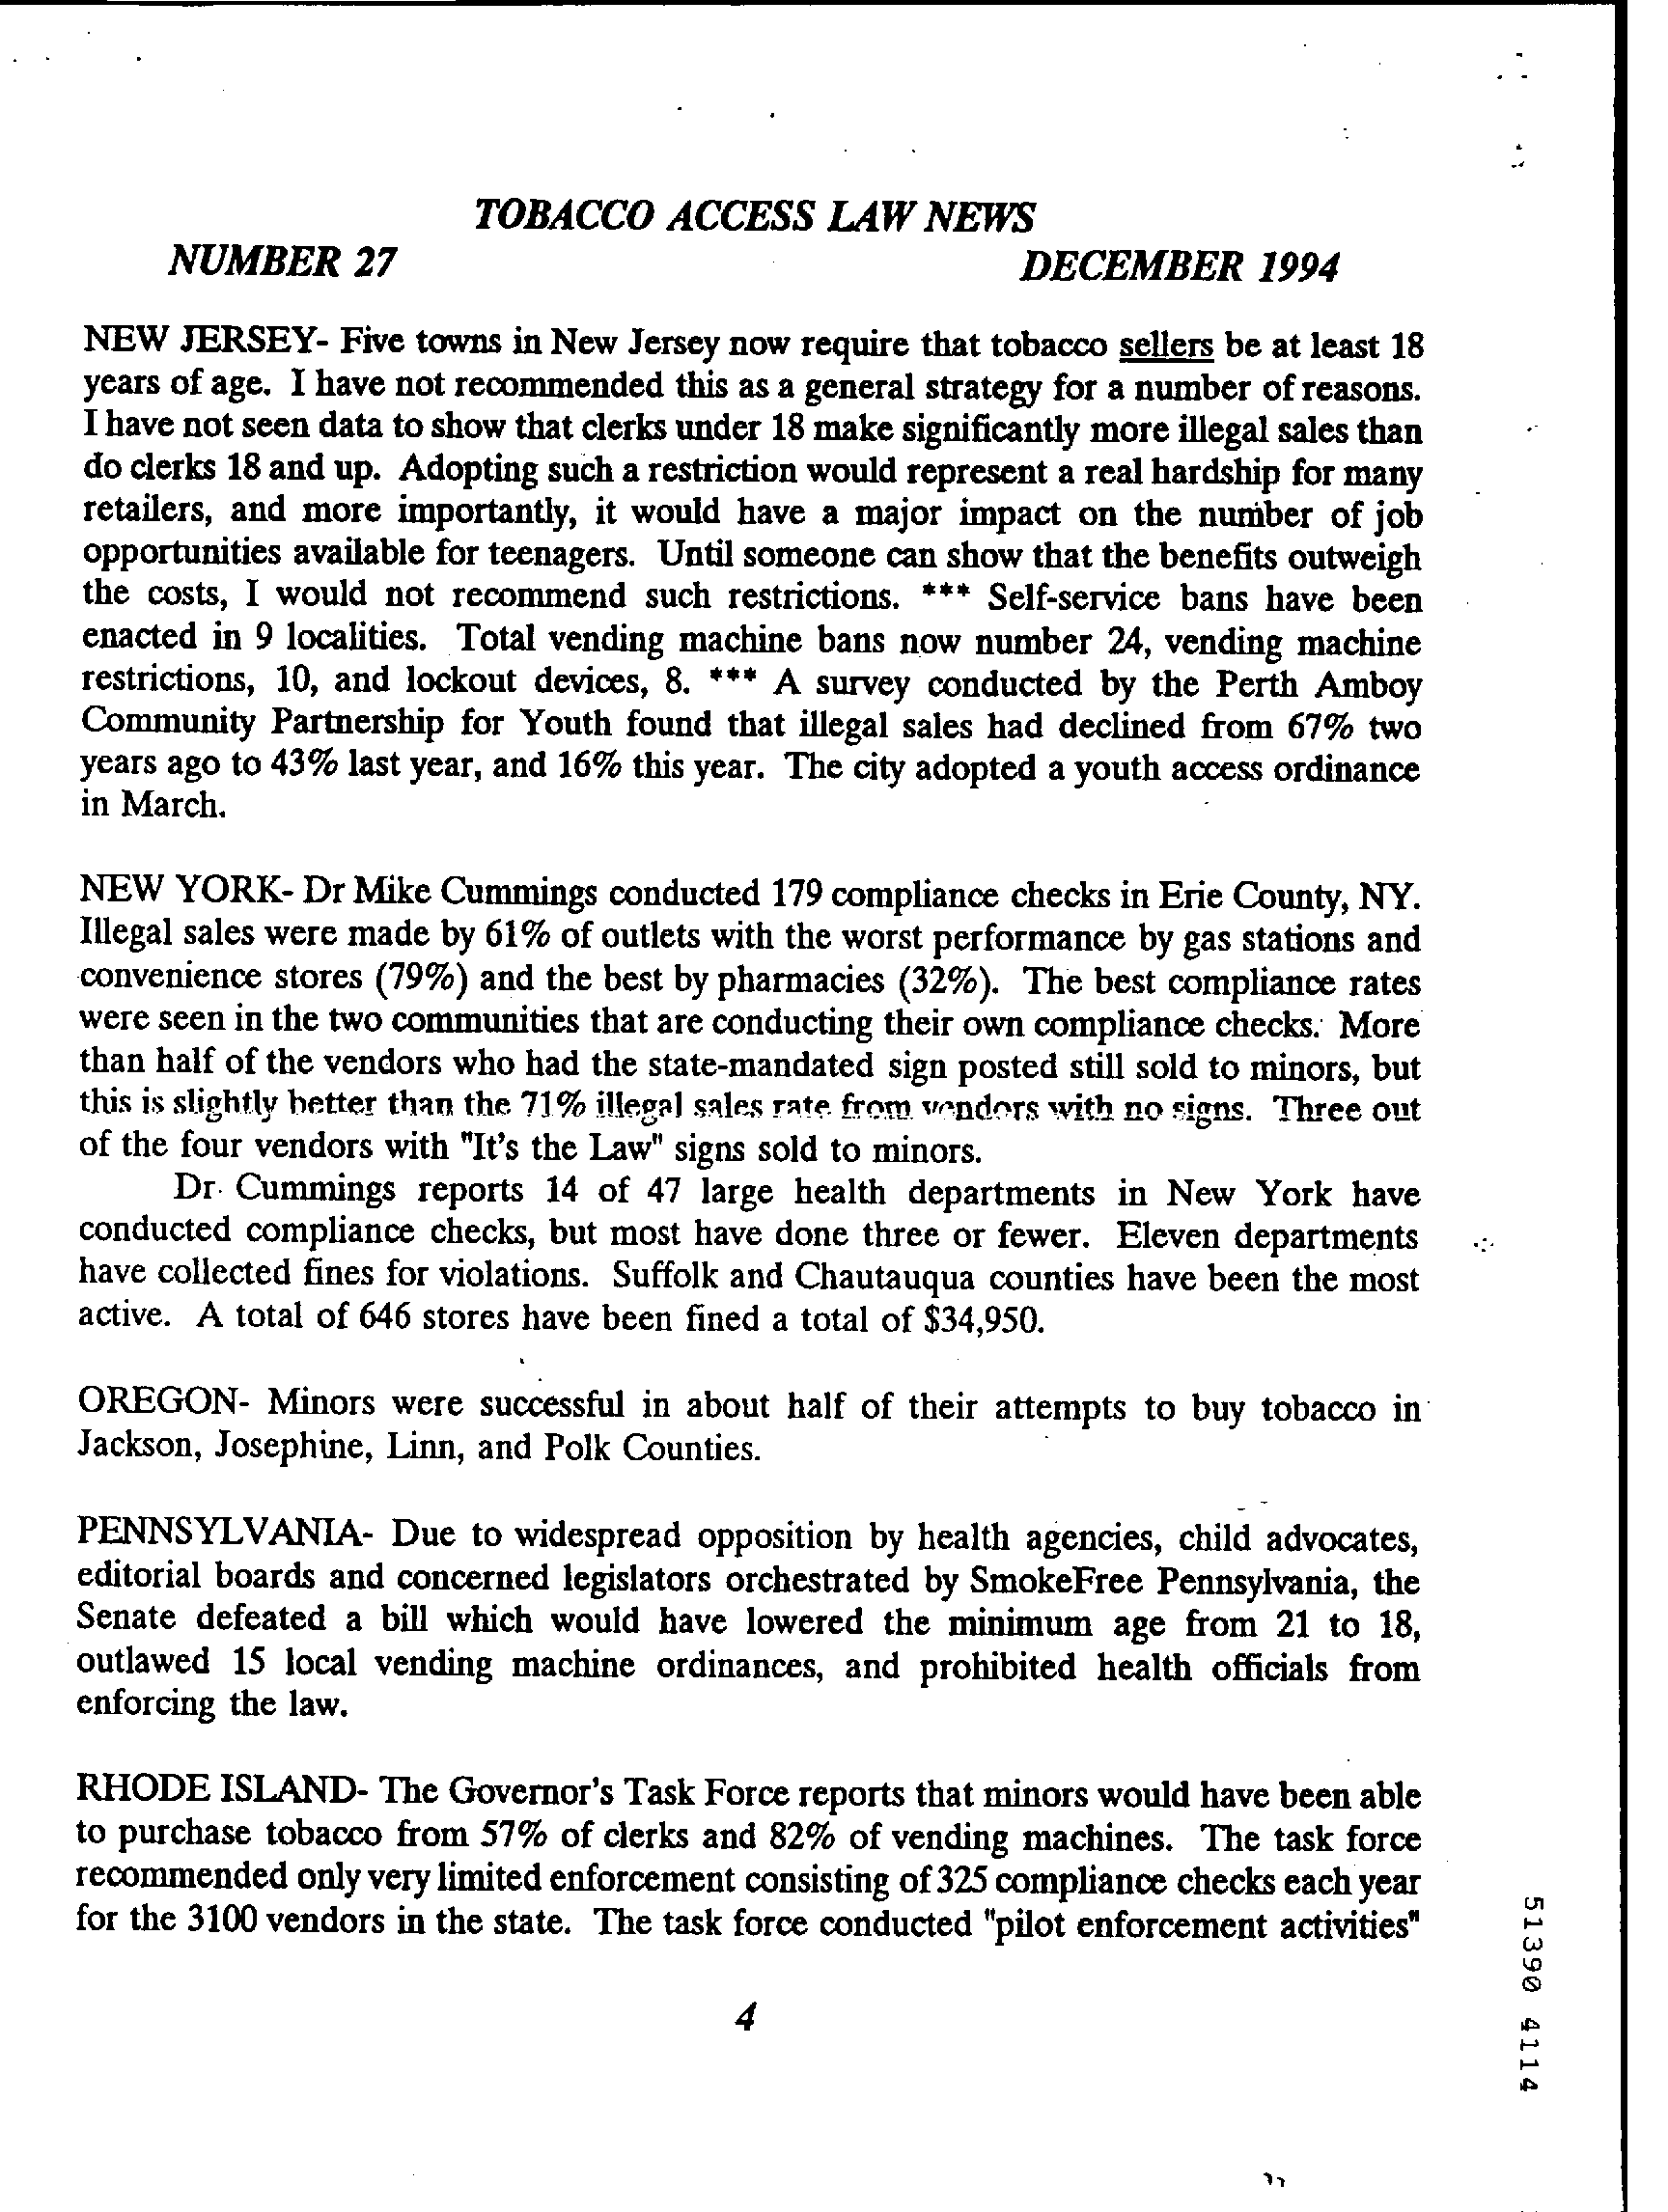 TOBACCO ACCESS LAW NEWS
NUMBER 27 DECEMBER 1994
NEW JERSEY- Five towns in New Jersey now require that tobacco sellers be at least 18
years of age. I have not recommended this as a general strategy for a number of reasons.
I have not seen data to show that clerks under 18 make significantly more illegal sales than
do clerks 18 and up. Adopting such a restriction would represent a real hardship for many
retailers, and more importantly, it would have a major impact on the number of job
opportunities available for teenagers. Until someone can show that the benefits outweigh
the costs, I would not recommend such restrictions. *** Self-service bans have been
enacted in 9 localities. Total vending machine bans now number 24, vending machine
restrictions, 10, and lockout devices, 8. *** A survey conducted by the Perth Amboy
Community Partnership for Youth found that illegal sales had declined from 67% two
years ago to 43% last year, and 16% this year. The city adopted a youth access ordinance
in March.
NEW YORK- Dr Mike Cummings conducted 179 compliance checks in Erie County, NY.
Illegal sales were made by 61% of outlets with the worst performance by gas stations and
convenience stores (79%) and the best by pharmacies (32%). The best compliance rates
were seen in the two communities that are conducting their own compliance checks. More
than half of the vendors who had the state-mandated sign posted still sold to minors, but
this is slightly better than the 71% illegal sales rate from vendors with no signs. Three out
of the four vendors with "It's the Law" signs sold to minors.
Dr. Cummings reports 14 of 47 large health departments in New York have
conducted compliance checks, but most have done three or fewer. Eleven departments
have collected fines for violations. Suffolk and Chautauqua counties have been the most
active. A total of 646 stores have been fined a total of $34,950.
OREGON- Minors were successful in about half of their attempts to buy tobacco in
Jackson, Josephine, Linn, and Polk Counties.
PENNSYLVANIA- Due to widespread opposition by health agencies, child advocates,
editorial boards and concerned legislators orchestrated by SmokeFree Pennsylvania, the
Senate defeated a bill which would have lowered the minimum age from 21 to 18,
outlawed 15 local vending machine ordinances, and prohibited health officials from
enforcing the law.
RHODE ISLAND- The Governor's Task Force reports that minors would have been able
to purchase tobacco from 57% of clerks and 82% of vending machines. The task force
recommended only very limited enforcement consisting of 325 compliance checks each year
for the 3100 vendors in the state. The task force conducted "pilot enforcement activities"
4
51390 4114